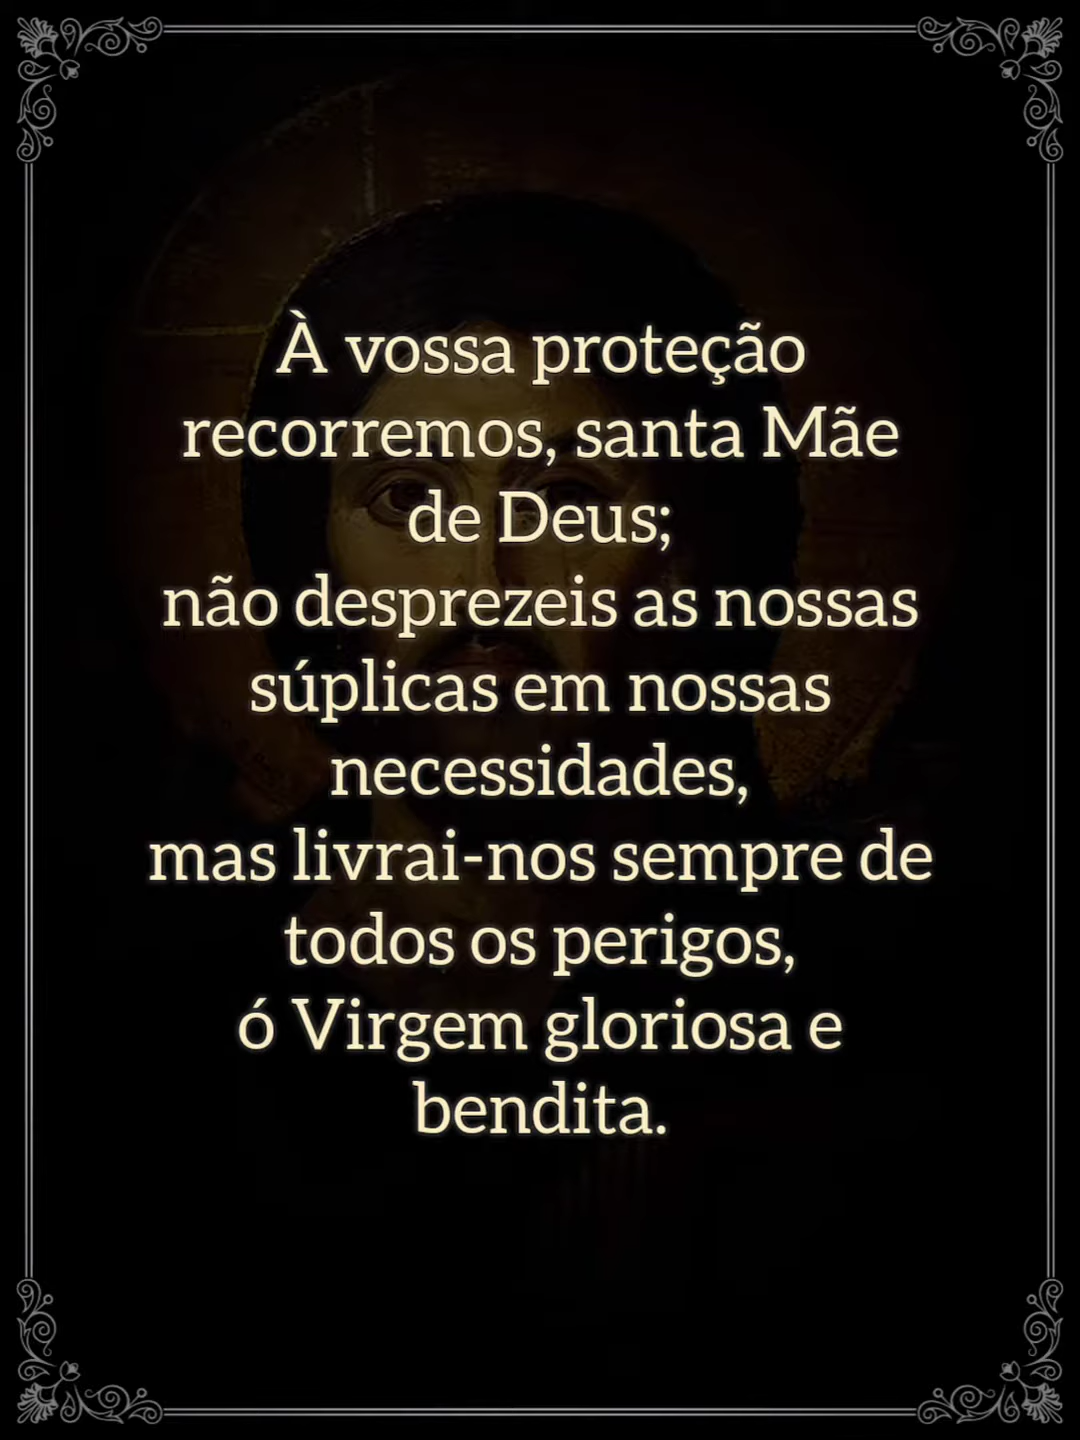 À vossa proteção
recorremos, santa Mãe
de Deus;
não desprezeis as nossas
súplicas em nossas
necessidades,
mas livrai-nos sempre de
todos os perigos,
ó Virgem gloriosa e
bendita.